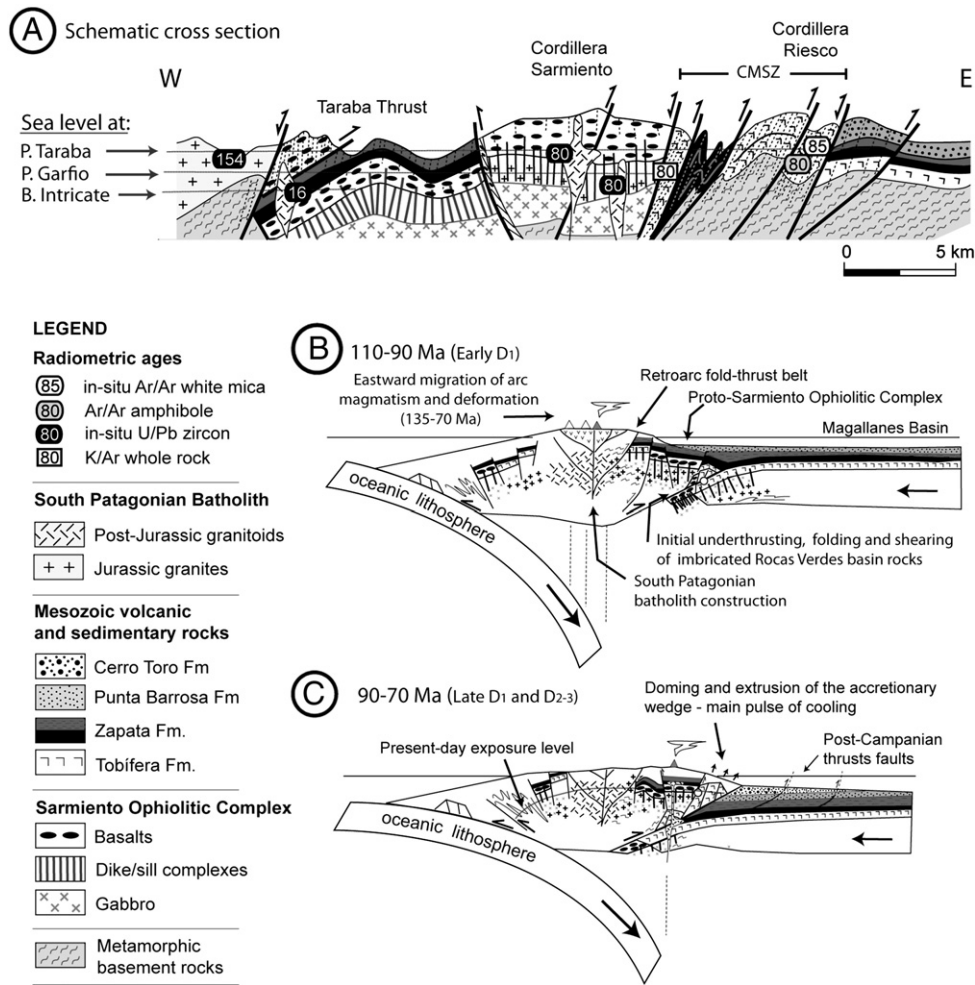 A Schematic cross section
W
E
Cordillera
Sarmiento
Cordillera
Riesco
CMSZ
Taraba Thrust
Sea level at:
P. Taraba
P. Garfio
B. Intricate
154
16
80
80
80
80
85
0 5 km
LEGEND
Radiometric ages
85 in-situ Ar/Ar white mica
80 Ar/Ar amphibole
80 in-situ U/Pb zircon
80 K/Ar whole rock
South Patagonian Batholith
Post-Jurassic granitoids
Jurassic granites
Mesozoic volcanic
and sedimentary rocks
Cerro Toro Fm
Punta Barrosa Fm
Zapata Fm.
Tobífera Fm.
Sarmiento Ophiolitic Complex
Basalts
Dike/sill complexes
Gabbro
Metamorphic
basement rocks
B 110-90 Ma (Early D1)
Eastward migration of arc
magmatism and deformation
(135-70 Ma)
Retroarc fold-thrust belt
Proto-Sarmiento Ophiolitic Complex
Magallanes Basin
oceanic lithosphere
Initial underthrusting, folding and shearing
of imbricated Rocas Verdes basin rocks
South Patagonian
batholith construction
C 90-70 Ma (Late D1 and D2-3)
Doming and extrusion of the accretionary
wedge - main pulse of cooling
Present-day exposure level
Post-Campanian
thrusts faults
oceanic lithosphere